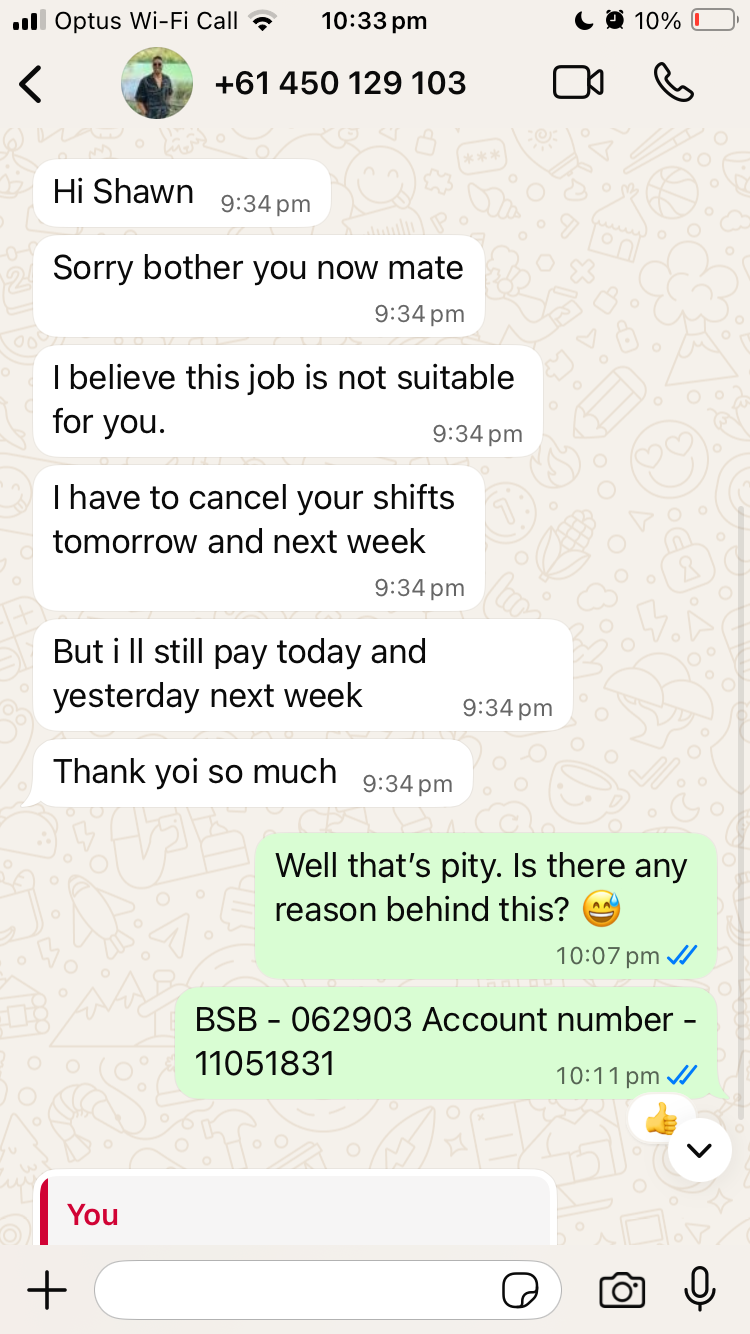 Optus Wi-Fi Call 10:33 pm 10%
+61 450 129 103
Hi Shawn 9:34 pm
Sorry bother you now mate
9:34 pm
I believe this job is not suitable
for you. 9:34 pm
I have to cancel your shifts
tomorrow and next week
9:34 pm
But i ll still pay today and
yesterday next week 9:34 pm
Thank yoi so much 9:34 pm
Well that’s pity. Is there any
reason behind this? 😅
10:07 pm
BSB - 062903 Account number -
11051831 10:11 pm
👍
You